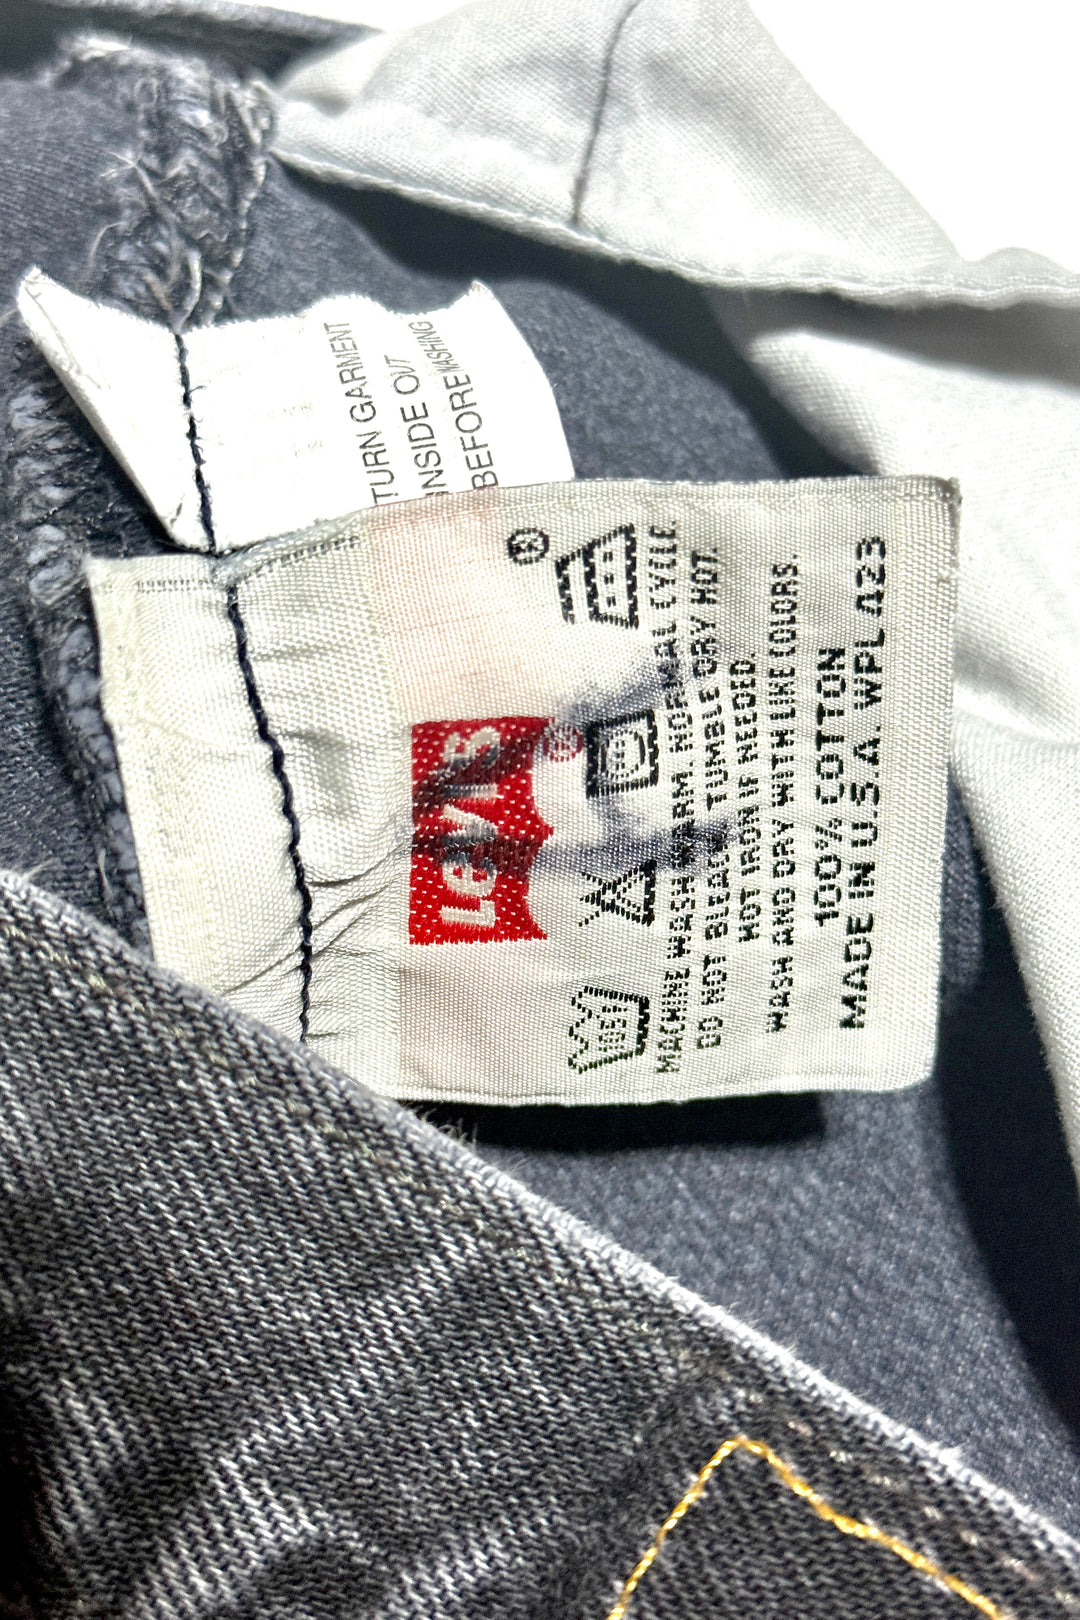 TURN GARMENT
INSIDE OUT
BEFORE WASHING
Levi's
®
®
MACHINE WASH WARM. NORMAL CYCLE.
DO NOT BLEACH. TUMBLE DRY HOT.
HOT IRON IF NEEDED.
WASH AND DRY WITH LIKE COLORS.
100% COTTON
MADE IN U.S.A. WPL 423